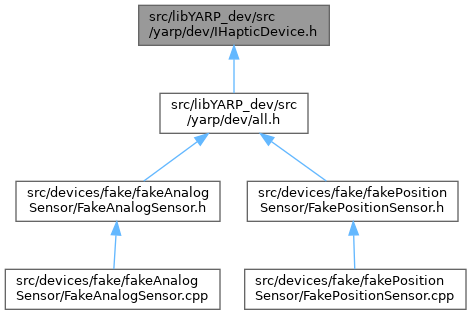 src/libYARP_dev/src
/yarp/dev/IHapticDevice.h
src/libYARP_dev/src
/yarp/dev/all.h
src/devices/fake/fakeAnalog
Sensor/FakeAnalogSensor.h
src/devices/fake/fakePosition
Sensor/FakePositionSensor.h
src/devices/fake/fakeAnalog
Sensor/FakeAnalogSensor.cpp
src/devices/fake/fakePosition
Sensor/FakePositionSensor.cpp